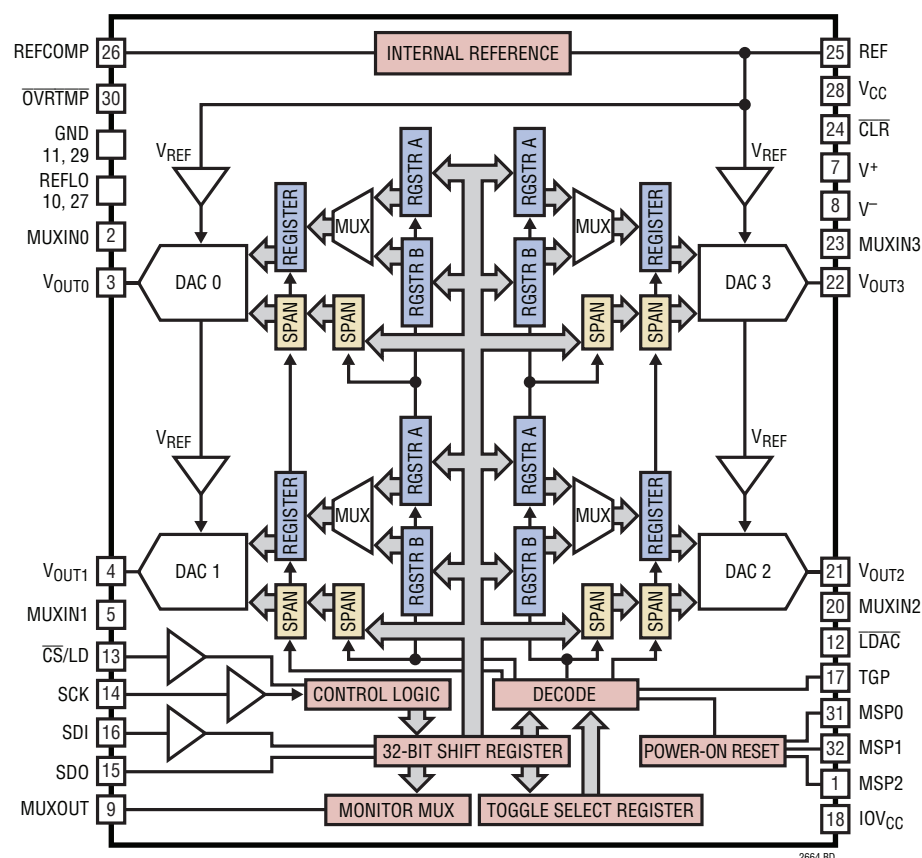 REFCOMP 26
INTERNAL REFERENCE
25 REF
OVRTMP 30
28 VCC
GND
11, 29
24 CLR
VREF
VREF
7 V+
REFLO
10, 27
8 V–
MUXIN0 2
23 MUXIN3
VOUT0 3
22 VOUT3
DAC 0
REGISTER
MUX
RGSTR A
RGSTR B
SPAN
SPAN
RGSTR A
RGSTR B
MUX
REGISTER
SPAN
SPAN
DAC 3
VREF
VREF
DAC 1
REGISTER
MUX
RGSTR A
RGSTR B
SPAN
SPAN
RGSTR A
RGSTR B
MUX
REGISTER
SPAN
SPAN
DAC 2
VOUT1 4
21 VOUT2
MUXIN1 5
20 MUXIN2
CS/LD 13
12 LDAC
SCK 14
CONTROL LOGIC
DECODE
17 TGP
SDI 16
31 MSP0
32-BIT SHIFT REGISTER
POWER-ON RESET
32 MSP1
SDO 15
1 MSP2
MUXOUT 9
MONITOR MUX
TOGGLE SELECT REGISTER
18 IOVCC
2664 BD